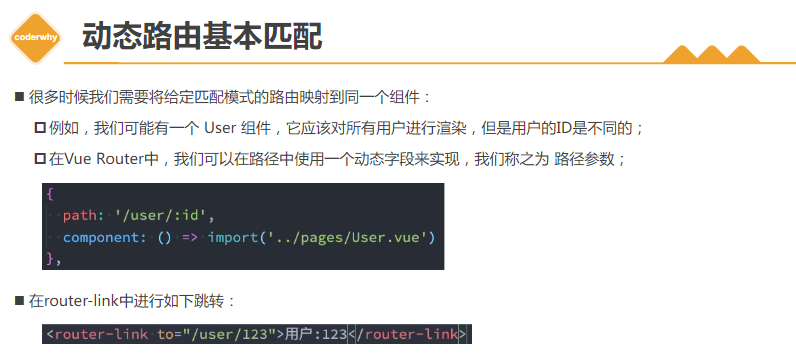 coderwhy
动态路由基本匹配
很多时候我们需要将给定匹配模式的路由映射到同一个组件：
例如，我们可能有一个 User 组件，它应该对所有用户进行渲染，但是用户的ID是不同的；
在Vue Router中，我们可以在路径中使用一个动态字段来实现，我们称之为 路径参数；
{
path: '/user/:id',
component: () => import('../pages/User.vue')
},
在router-link中进行如下跳转：
<router-link to="/user/123">用户:123</router-link>